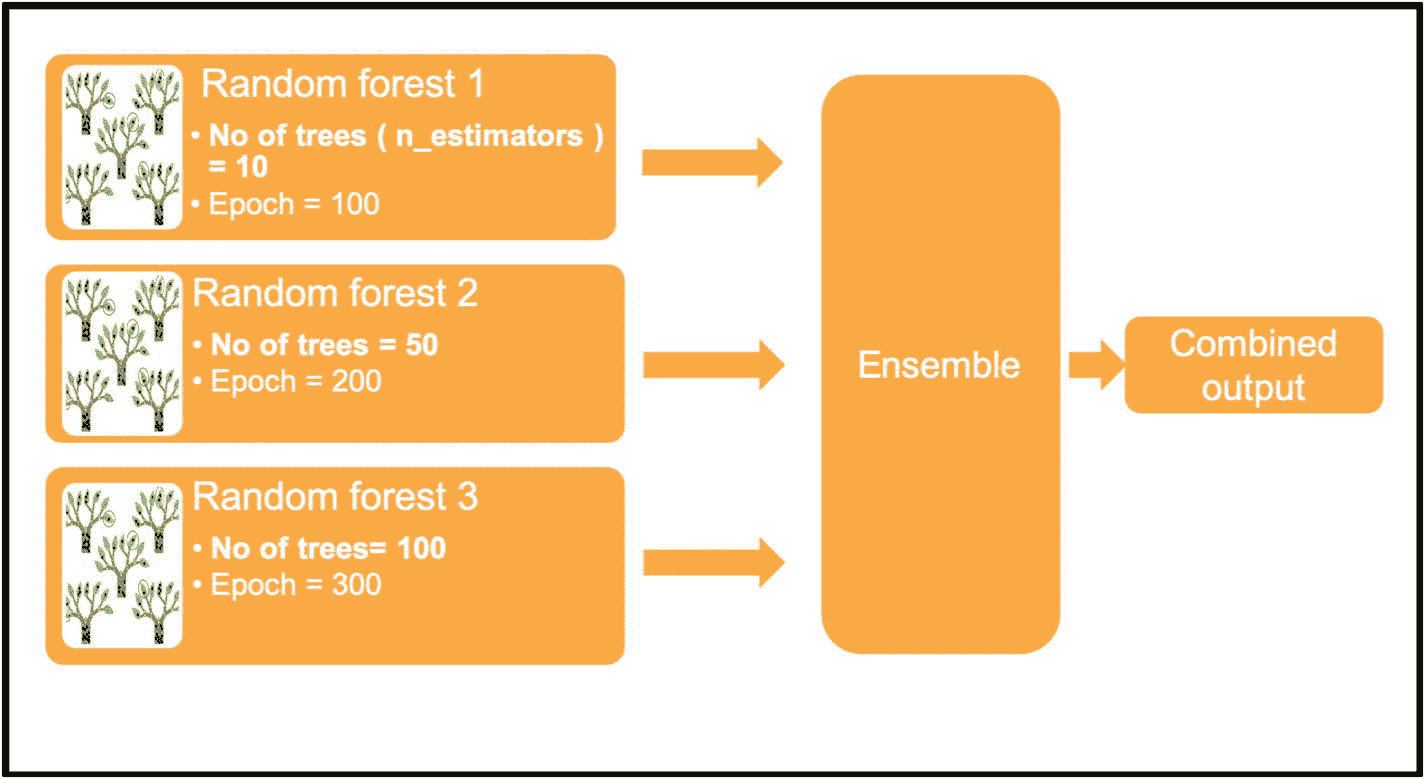 Random forest 1
• No of trees ( n_estimators )
= 10
• Epoch = 100
Random forest 2
• No of trees = 50
• Epoch = 200
Random forest 3
• No of trees= 100
• Epoch = 300
Ensemble
Combined
output